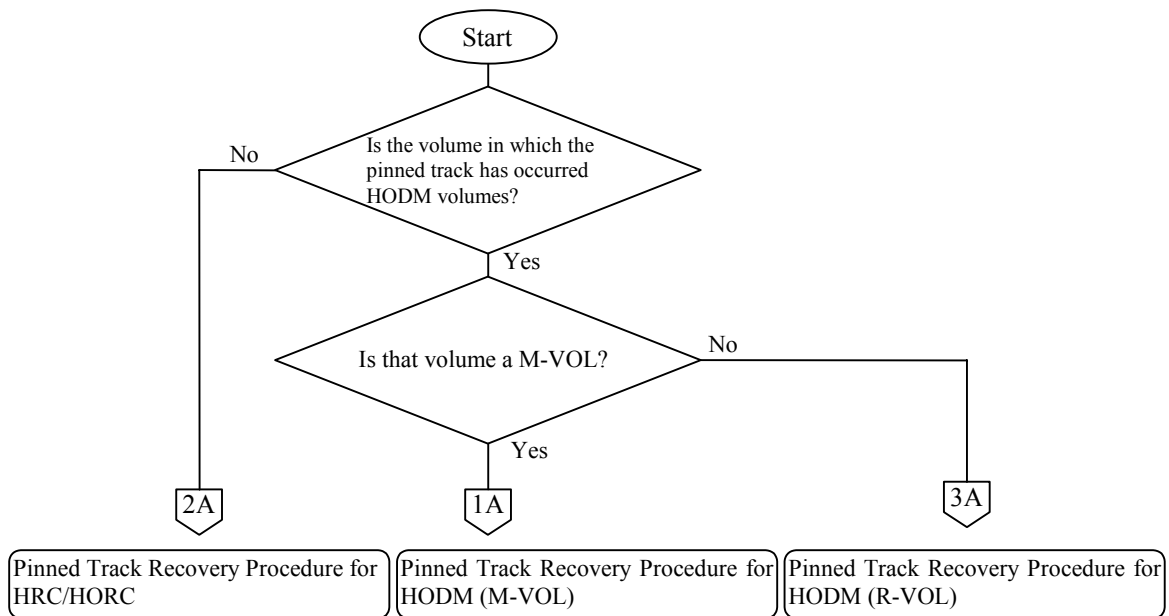 Start
Is the volume in which the
pinned track has occurred
HODM volumes?
No
Yes
Is that volume a M-VOL?
No
Yes
2A
1A
3A
Pinned Track Recovery Procedure for
HRC/HORC
Pinned Track Recovery Procedure for
HODM (M-VOL)
Pinned Track Recovery Procedure for
HODM (R-VOL)